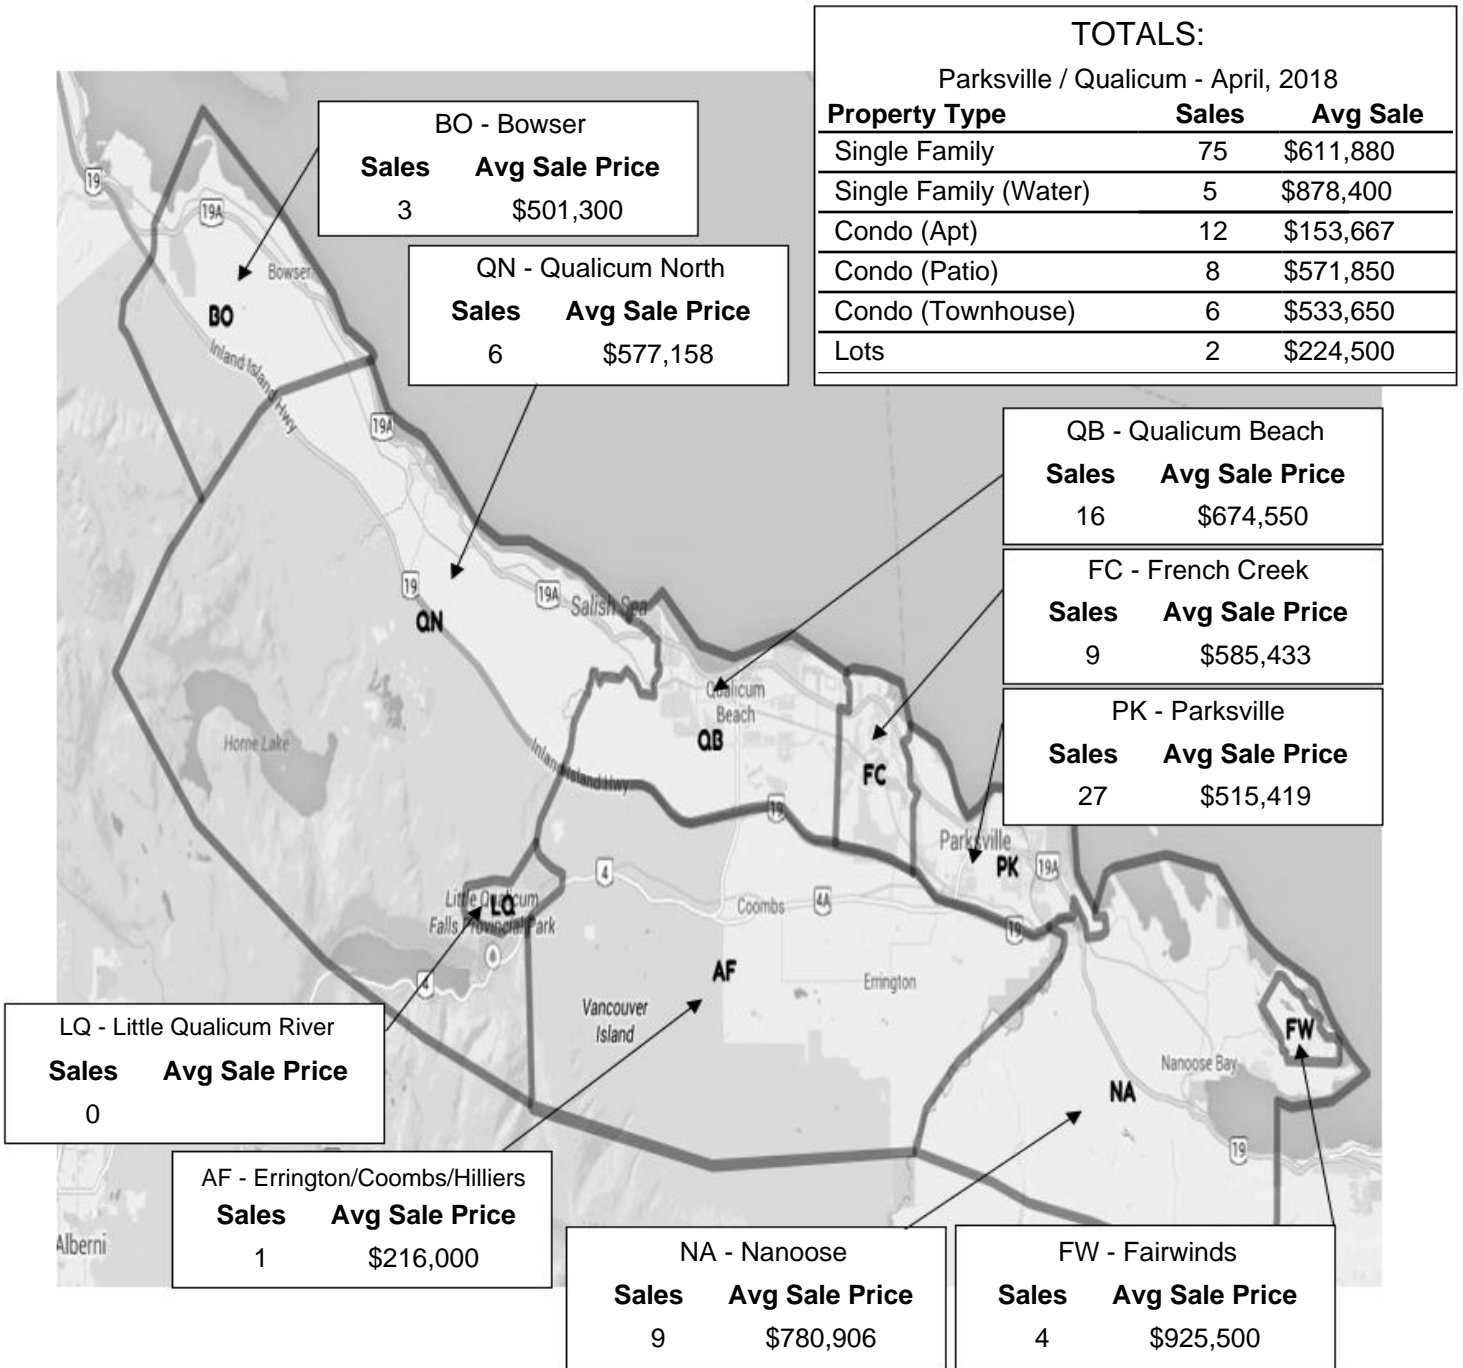 TOTALS:
Parksville / Qualicum - April, 2018
Property Type Sales Avg Sale
Single Family 75 $611,880
Single Family (Water) 5 $878,400
Condo (Apt) 12 $153,667
Condo (Patio) 8 $571,850
Condo (Townhouse) 6 $533,650
Lots 2 $224,500
BO - Bowser
Sales Avg Sale Price
3 $501,300
QN - Qualicum North
Sales Avg Sale Price
6 $577,158
QB - Qualicum Beach
Sales Avg Sale Price
16 $674,550
FC - French Creek
Sales Avg Sale Price
9 $585,433
PK - Parksville
Sales Avg Sale Price
27 $515,419
LQ - Little Qualicum River
Sales Avg Sale Price
0
AF - Errington/Coombs/Hilliers
Sales Avg Sale Price
1 $216,000
NA - Nanoose
Sales Avg Sale Price
9 $780,906
FW - Fairwinds
Sales Avg Sale Price
4 $925,500
19
19A
Bowser
BO
Inland Island Hwy
19A
19
QN
19A
Salish Sea
Horne Lake
Qualicum
Beach
QB
Inland Island Hwy
FC
19
Parksville
PK
19A
4
Little Qualicum
Falls Provincial Park
LQ
4
Coombs
4A
19
AF
Errington
Vancouver
Island
FW
Nanoose Bay
NA
19
Alberni